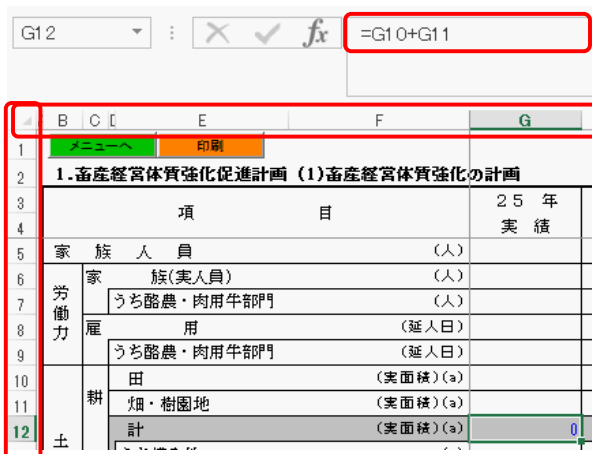 G12 fx =G10+G11
B C D E F G
1 メニューへ 印刷
2 1.畜産経営体質強化促進計画 (1)畜産経営体質強化の計画
3 項 目 25 年
4 実 績
5 家 族 人 員 (人)
6 家 族(実人員) (人)
7 うち酪農・肉用牛部門 (人)
労働力
8 雇 用 (延人日)
9 うち酪農・肉用牛部門 (延人日)
10 田 (実面積)(a)
11 耕 畑・樹園地 (実面積)(a)
12 土 計 (実面積)(a) 0